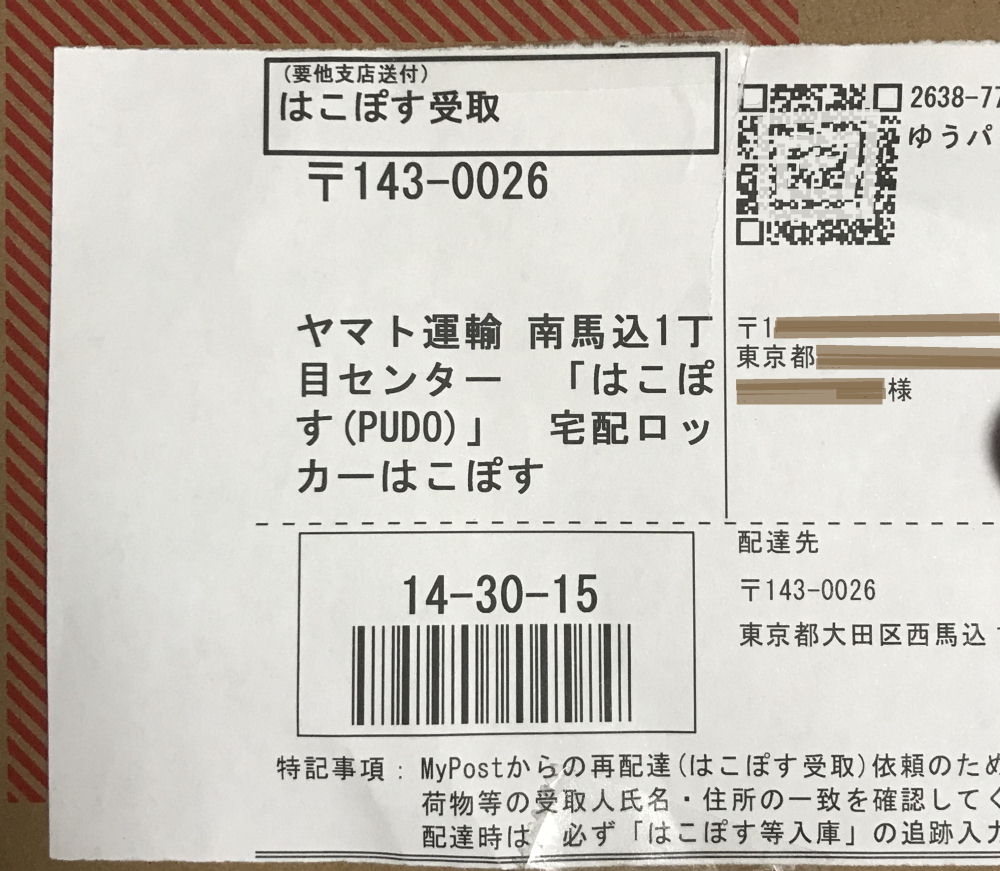 (要他支店送付)
はこぽす受取
〒143-0026
ヤマト運輸 南馬込1丁
目センター 「はこぽ
す(PUDO)」 宅配ロッ
カーはこぽす
2638-77
ゆうパ
〒1
東京都
様
14-30-15
配達先
〒143-0026
東京都大田区西馬込
特記事項: MyPostからの再配達(はこぽす受取)依頼のため
荷物等の受取人氏名・住所の一致を確認してく
配達時は、必ず「はこぽす等入庫」の追跡入力